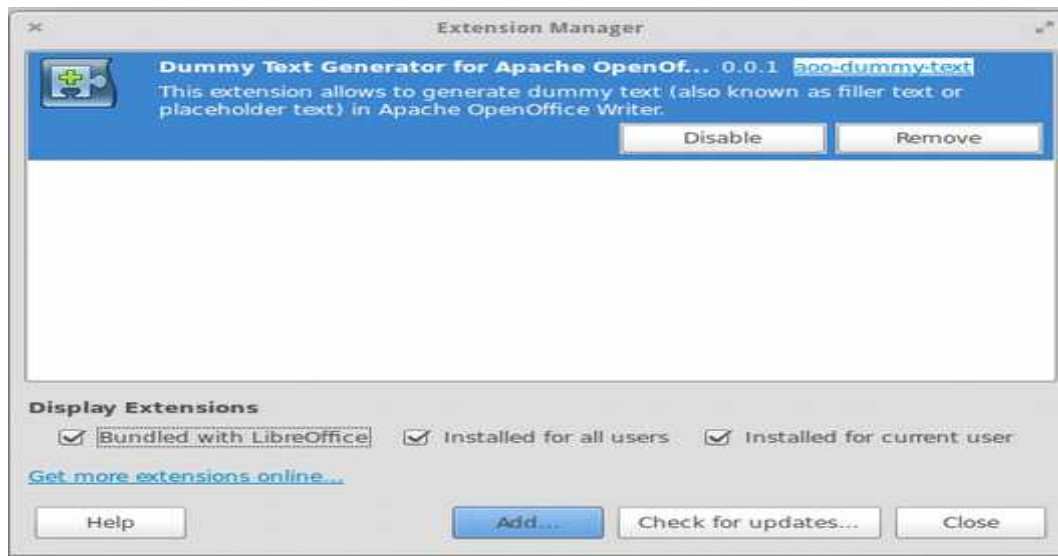 Extension Manager
Dummy Text Generator for Apache OpenOf... 0.0.1 aoo-dummy-text
This extension allows to generate dummy text (also known as filler text or
placeholder text) in Apache OpenOffice Writer.
Disable Remove
Display Extensions
Bundled with LibreOffice Installed for all users Installed for current user
Get more extensions online...
Help Add... Check for updates... Close